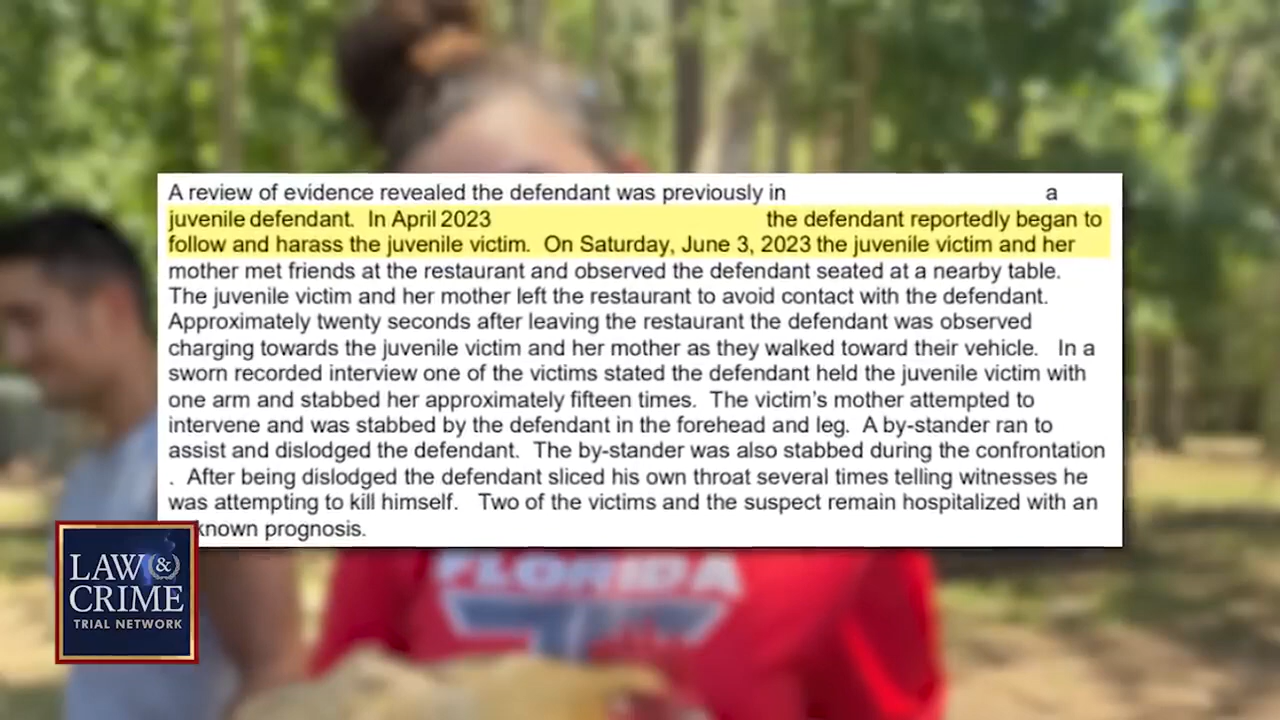 A review of evidence revealed the defendant was previously in a
juvenile defendant. In April 2023 the defendant reportedly began to
follow and harass the juvenile victim. On Saturday, June 3, 2023 the juvenile victim and her
mother met friends at the restaurant and observed the defendant seated at a nearby table.
The juvenile victim and her mother left the restaurant to avoid contact with the defendant.
Approximately twenty seconds after leaving the restaurant the defendant was observed
charging towards the juvenile victim and her mother as they walked toward their vehicle. In a
sworn recorded interview one of the victims stated the defendant held the juvenile victim with
one arm and stabbed her approximately fifteen times. The victim's mother attempted to
intervene and was stabbed by the defendant in the forehead and leg. A by-stander ran to
assist and dislodged the defendant. The by-stander was also stabbed during the confrontation
. After being dislodged the defendant sliced his own throat several times telling witnesses he
was attempting to kill himself. Two of the victims and the suspect remain hospitalized with an
known prognosis.
LAW &
CRIME
TRIAL NETWORK
FLORIDA